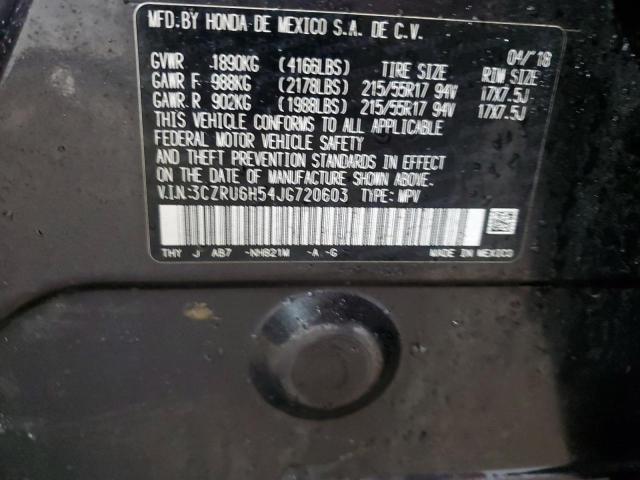 MFD. BY HONDA DE MEXICO S.A. DE C.V.
04/'18
GVWR 1890KG (4166LBS) TIRE SIZE RIM SIZE
GAWR F 988KG (2178LBS) 215/55R17 94V 17X7.5J
GAWR R 902KG (1988LBS) 215/55R17 94V 17X7.5J
THIS VEHICLE CONFORMS TO ALL APPLICABLE
FEDERAL MOTOR VEHICLE SAFETY
AND THEFT PREVENTION STANDARDS IN EFFECT
ON THE DATE OF MANUFACTURE SHOWN ABOVE.
V.I.N:3CZRU6H54JG720603 TYPE:MPV
THY J AB7 -NH821M -A -G MADE IN MEXICO